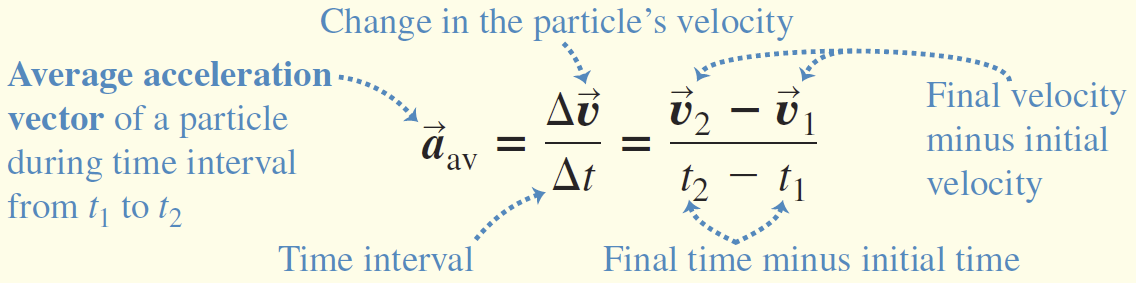 Change in the particle’s velocity
Average acceleration
vector of a particle
during time interval
from t₁ to t₂
a⃗ₐᵥ = Δv⃗ / Δt = (v⃗₂ − v⃗₁) / (t₂ − t₁)
Final velocity
minus initial
velocity
Time interval
Final time minus initial time